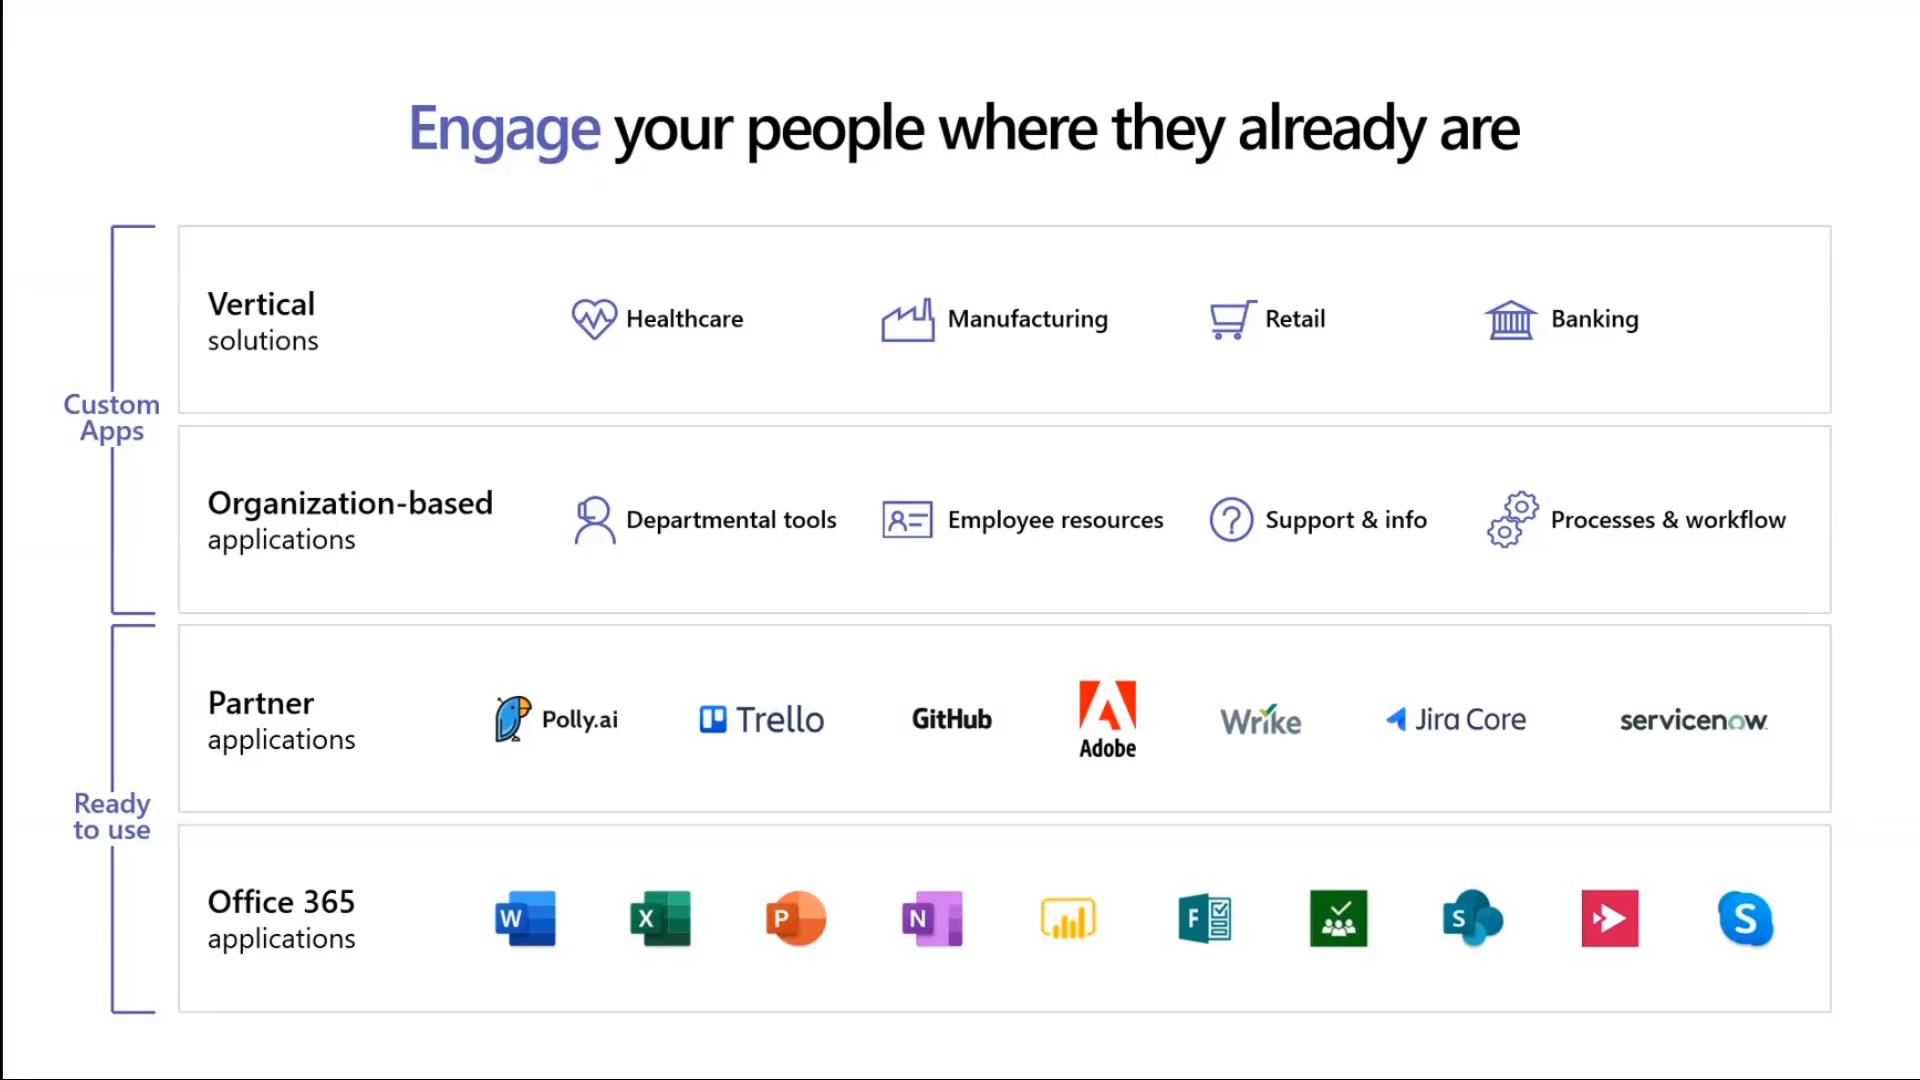 Engage your people where they already are
Custom
Apps
Vertical
solutions
Healthcare
Manufacturing
Retail
Banking
Organization-based
applications
Departmental tools
Employee resources
Support & info
Processes & workflow
Ready
to use
Partner
applications
Polly.ai
Trello
GitHub
Adobe
Wrike
Jira Core
servicenow
Office 365
applications
W
X
P
N
F
S
S